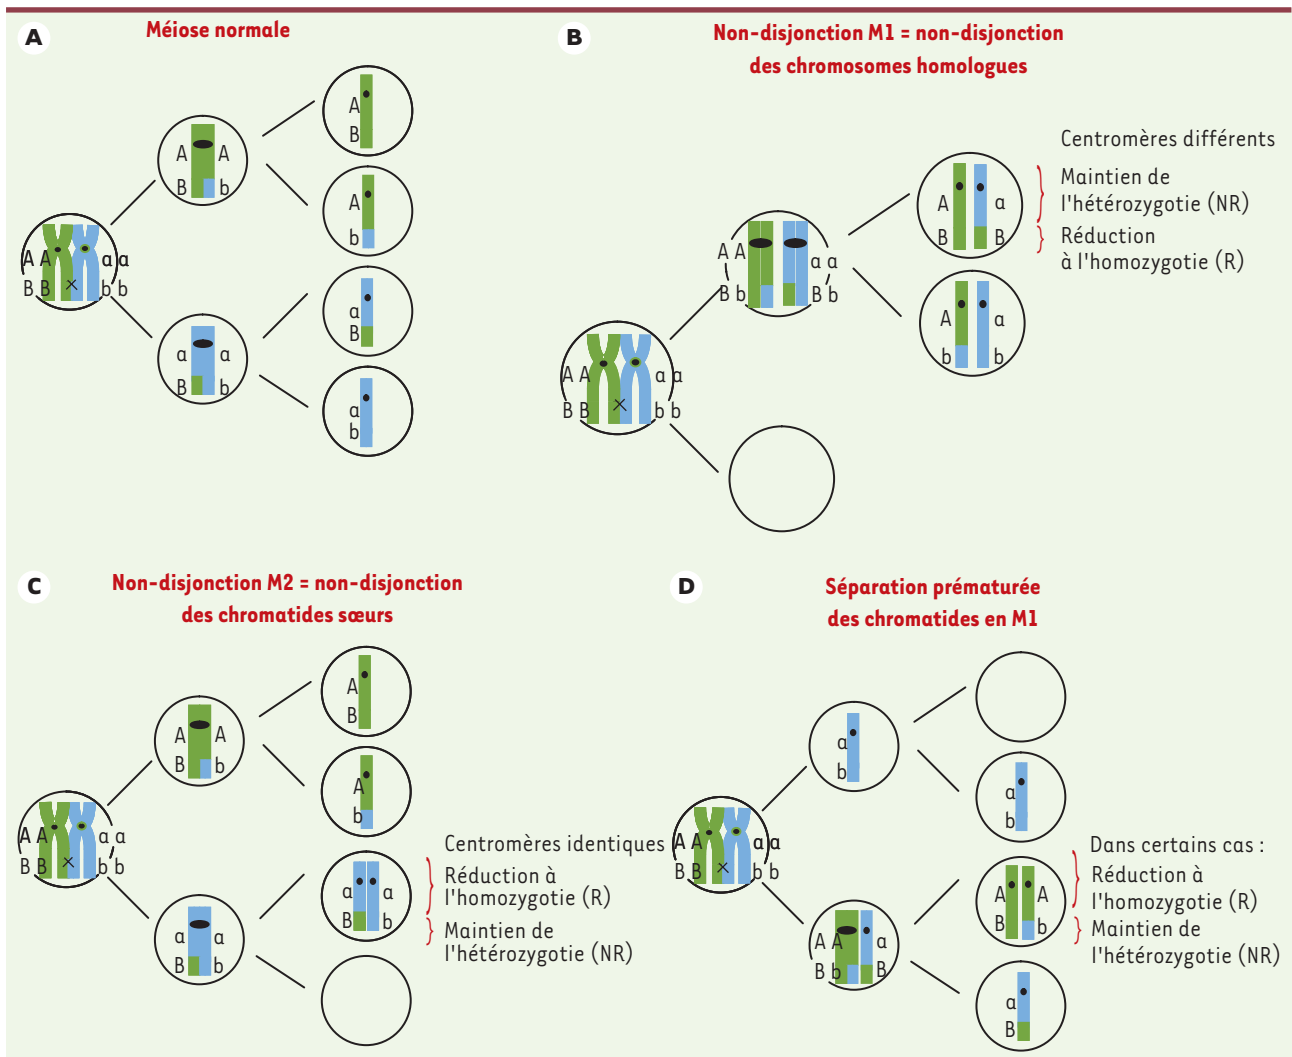 A
Méiose normale
A
B
A
b
a
B
a
b
A A
B b
a a
B b
A A a a
B B b b
B
Non-disjonction M1 = non-disjonction
des chromosomes homologues
A A a a
B B b b
A A a a
B b B b
A a
B B
A a
b b
Centromères différents
Maintien de
l'hétérozygotie (NR)
Réduction
à l'homozygotie (R)
C
Non-disjonction M2 = non-disjonction
des chromatides sœurs
A A a a
B B b b
A A
B b
a a
B b
A
B
A
b
a a
B b
Centromères identiques
Réduction à
l'homozygotie (R)
Maintien de
l'hétérozygotie (NR)
D
Séparation prématurée
des chromatides en M1
A A a a
B B b b
a
b
A A a
B b B
a
b
A A
B b
a
B
Dans certains cas :
Réduction à
l'homozygotie (R)
Maintien de
l'hétérozygotie (NR)